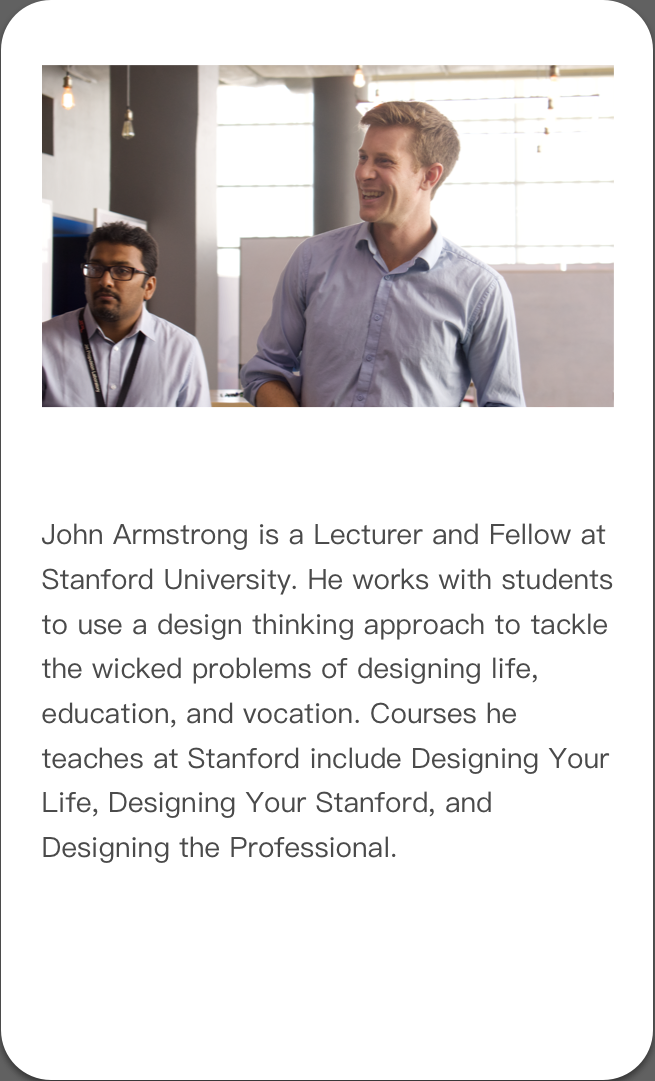 John Armstrong is a Lecturer and Fellow at
Stanford University. He works with students
to use a design thinking approach to tackle
the wicked problems of designing life,
education, and vocation. Courses he
teaches at Stanford include Designing Your
Life, Designing Your Stanford, and
Designing the Professional.